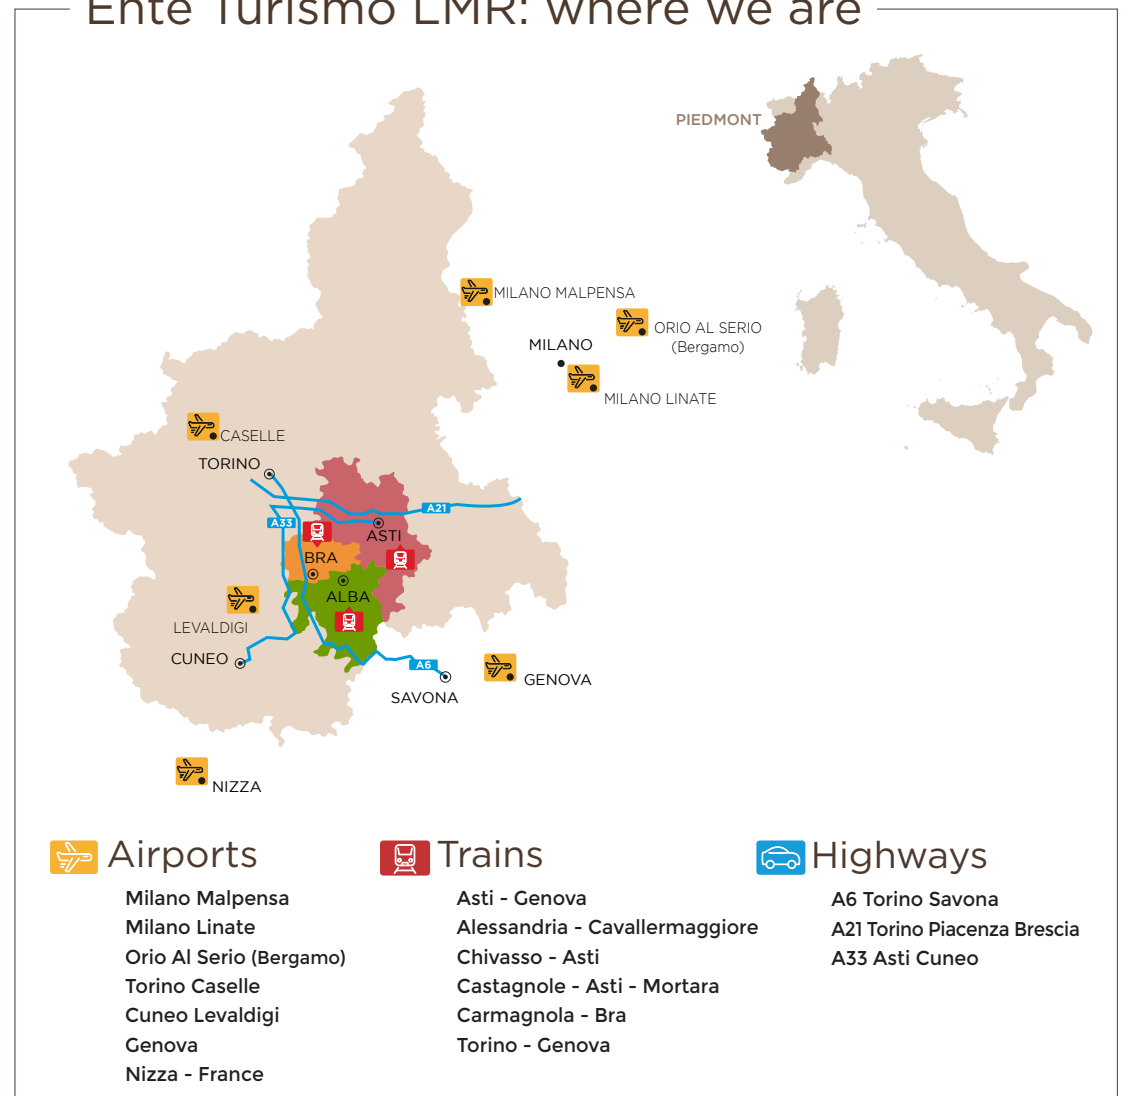 Ente Turismo LMR: where we are
PIEDMONT
MILANO MALPENSA
ORIO AL SERIO
(Bergamo)
MILANO
MILANO LINATE
CASELLE
TORINO
A21
A33
ASTI
BRA
ALBA
LEVALDIGI
CUNEO
A6
SAVONA
GENOVA
NIZZA
Airports
Milano Malpensa
Milano Linate
Orio Al Serio (Bergamo)
Torino Caselle
Cuneo Levaldigi
Genova
Nizza - France
Trains
Asti - Genova
Alessandria - Cavallermaggiore
Chivasso - Asti
Castagnole - Asti - Mortara
Carmagnola - Bra
Torino - Genova
Highways
A6 Torino Savona
A21 Torino Piacenza Brescia
A33 Asti Cuneo